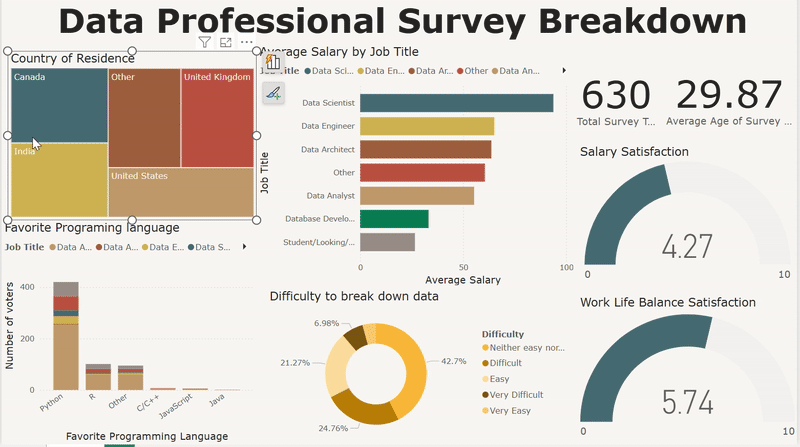 Data Professional Survey Breakdown
Country of Residence
Canada
Other
United Kingdom
India
United States
Average Salary by Job Title
Job Title
Data Sci...
Data En...
Data Ar...
Other
Data An...
Job Title
Data Scientist
Data Engineer
Data Architect
Other
Data Analyst
Database Develo...
Student/Looking/...
0
50
100
Average Salary
630
Total Survey T...
29.87
Average Age of Survey ...
Salary Satisfaction
4.27
0
10
Favorite Programing language
Job Title
Data A...
Data A...
Data E...
Data S...
Number of voters
400
200
0
Python
R
Other
C/C++
JavaScript
Java
Favorite Programming Language
Difficulty to break down data
6.98%
21.27%
42.7%
24.76%
Difficulty
Neither easy nor...
Difficult
Easy
Very Difficult
Very Easy
Work Life Balance Satisfaction
5.74
0
10